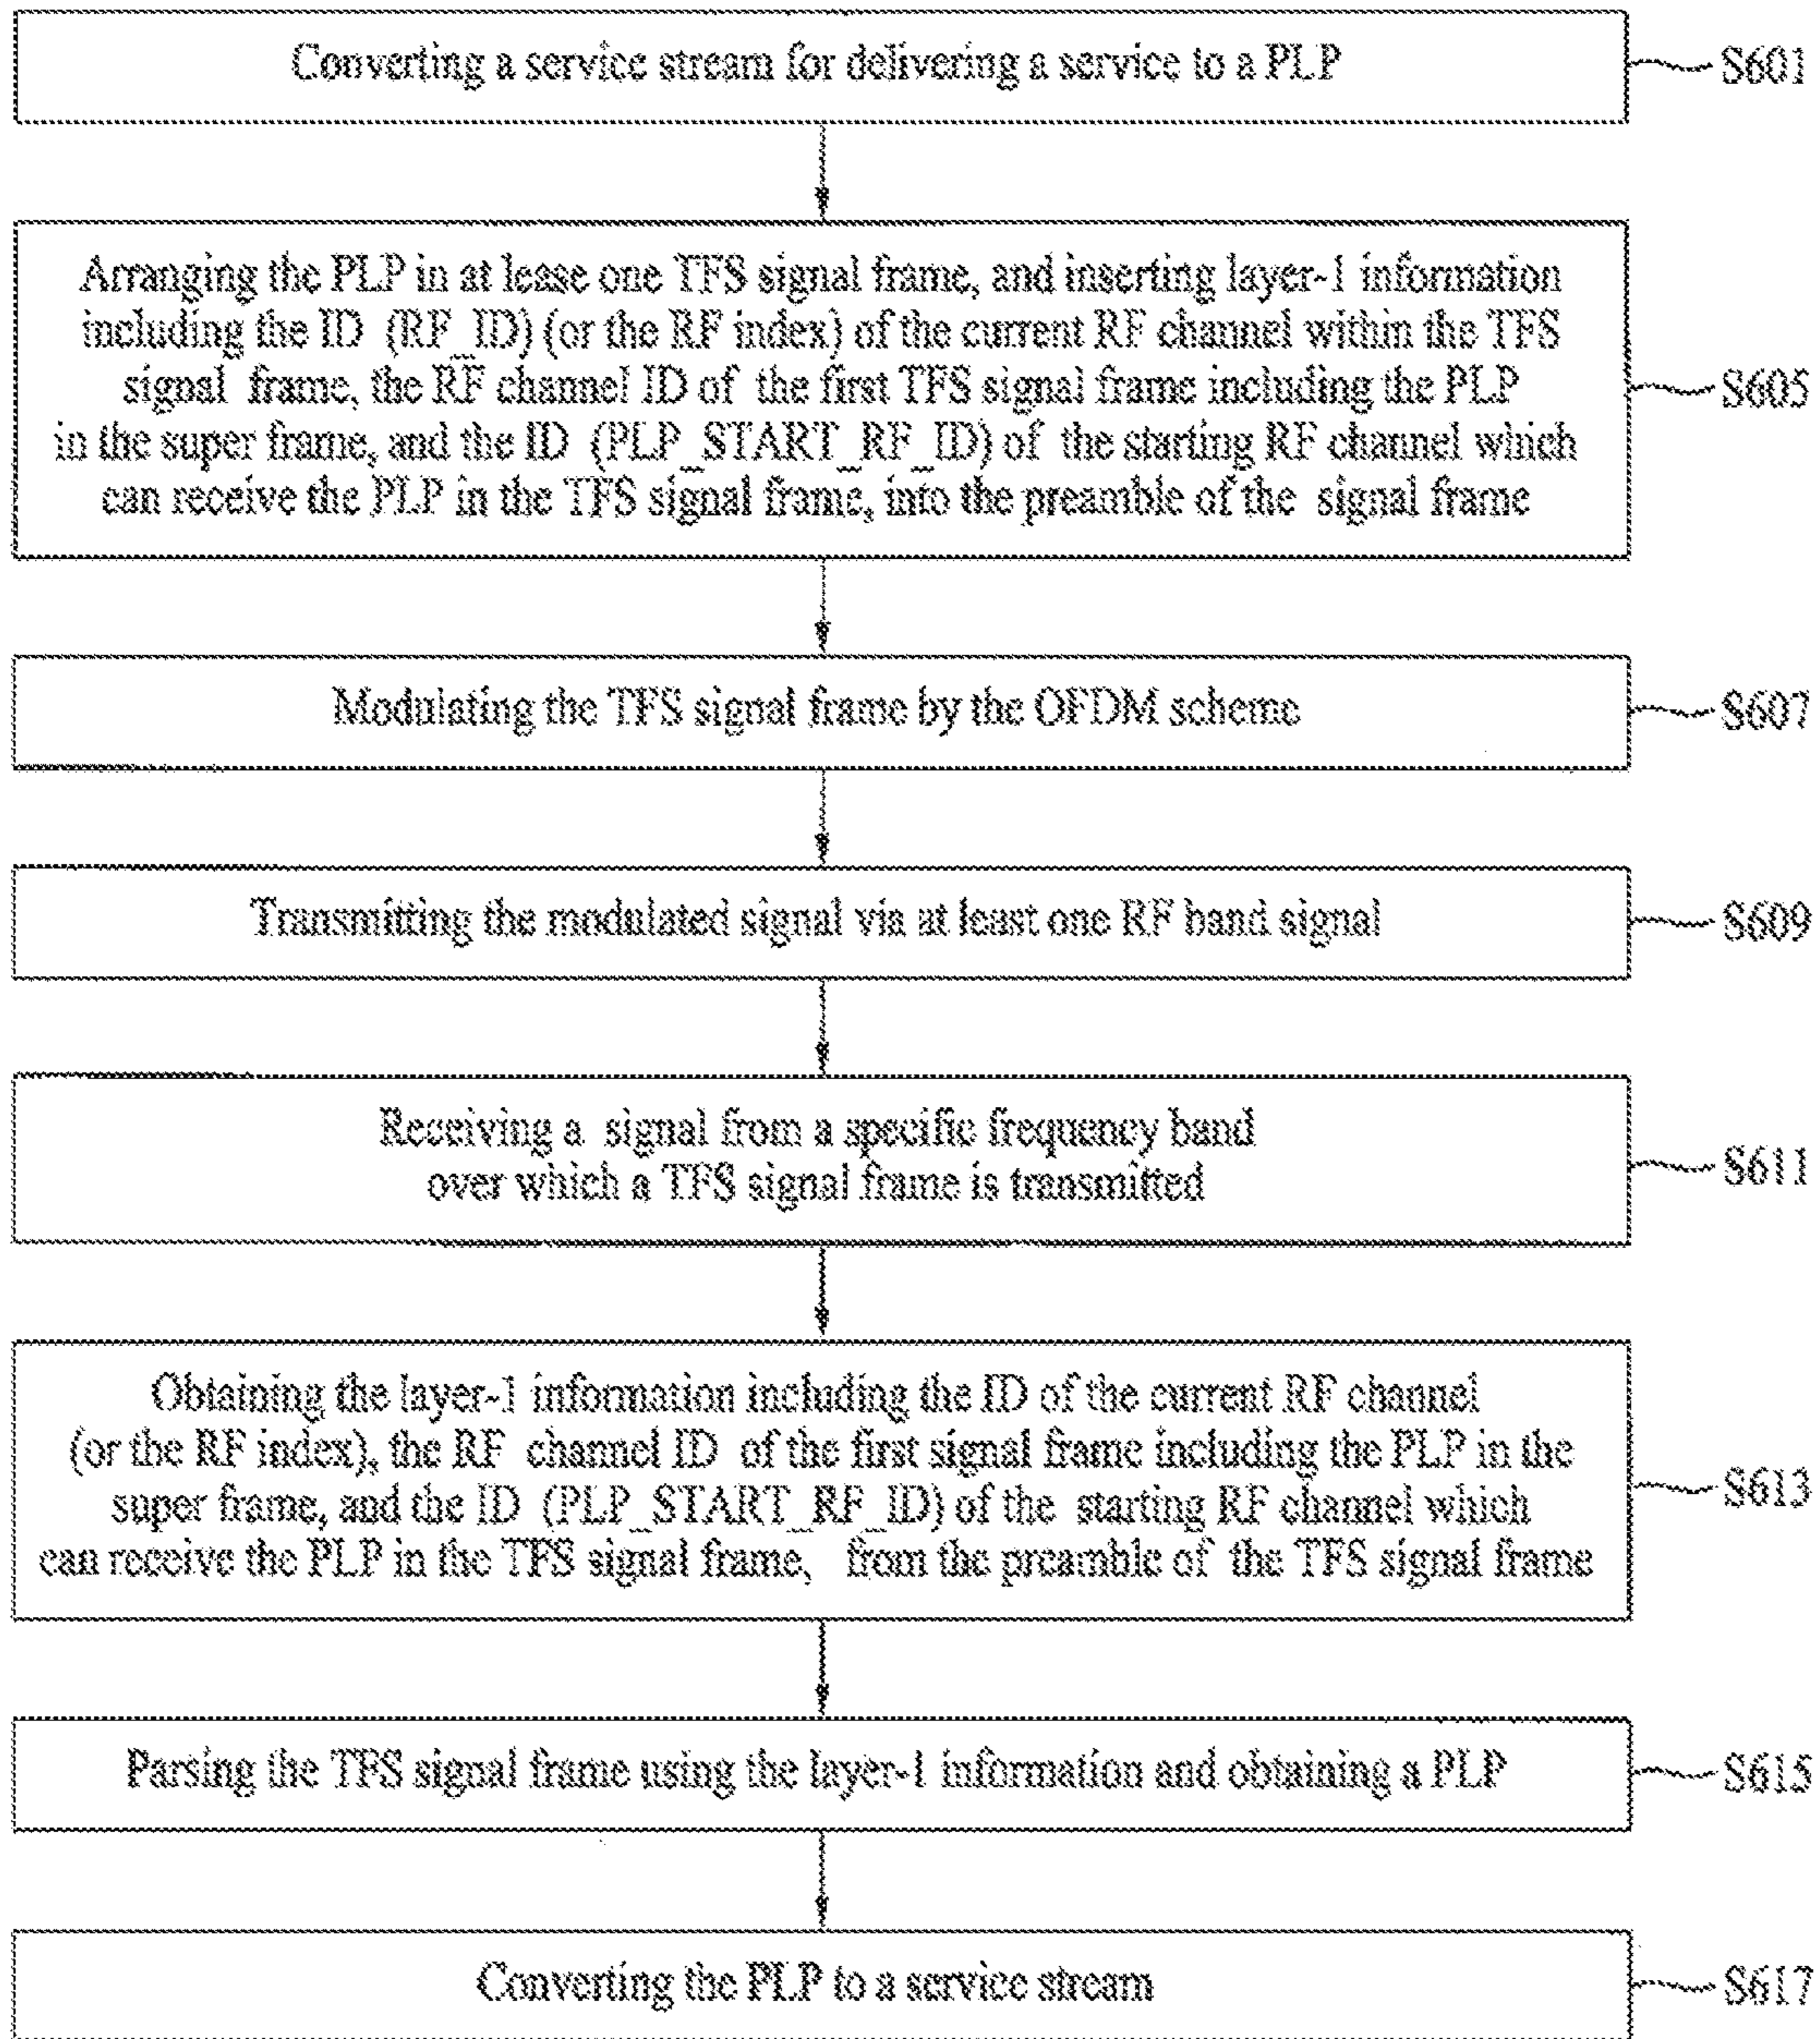 Converting a service stream for delivering a service to a PLP
S601
Arranging the PLP in at lease one TFS signal frame, and inserting layer-1 information
including the ID (RF_ID) (or the RF index) of the current RF channel within the TFS
signal frame, the RF channel ID of the first TFS signal frame including the PLP
in the super frame, and the ID (PLP_START_RF_ID) of the starting RF channel which
can receive the PLP in the TFS signal frame, into the preamble of the signal frame
S605
Modulating the TFS signal frame by the OFDM scheme
S607
Transmitting the modulated signal via at least one RF band signal
S609
Receiving a signal from a specific frequency band
over which a TFS signal frame is transmitted
S611
Obtaining the layer-1 information including the ID of the current RF channel
(or the RF index), the RF channel ID of the first signal frame including the PLP in the
super frame, and the ID (PLP_START_RF_ID) of the starting RF channel which
can receive the PLP in the TFS signal frame, from the preamble of the TFS signal frame
S613
Parsing the TFS signal frame using the layer-1 information and obtaining a PLP
S615
Converting the PLP to a service stream
S617